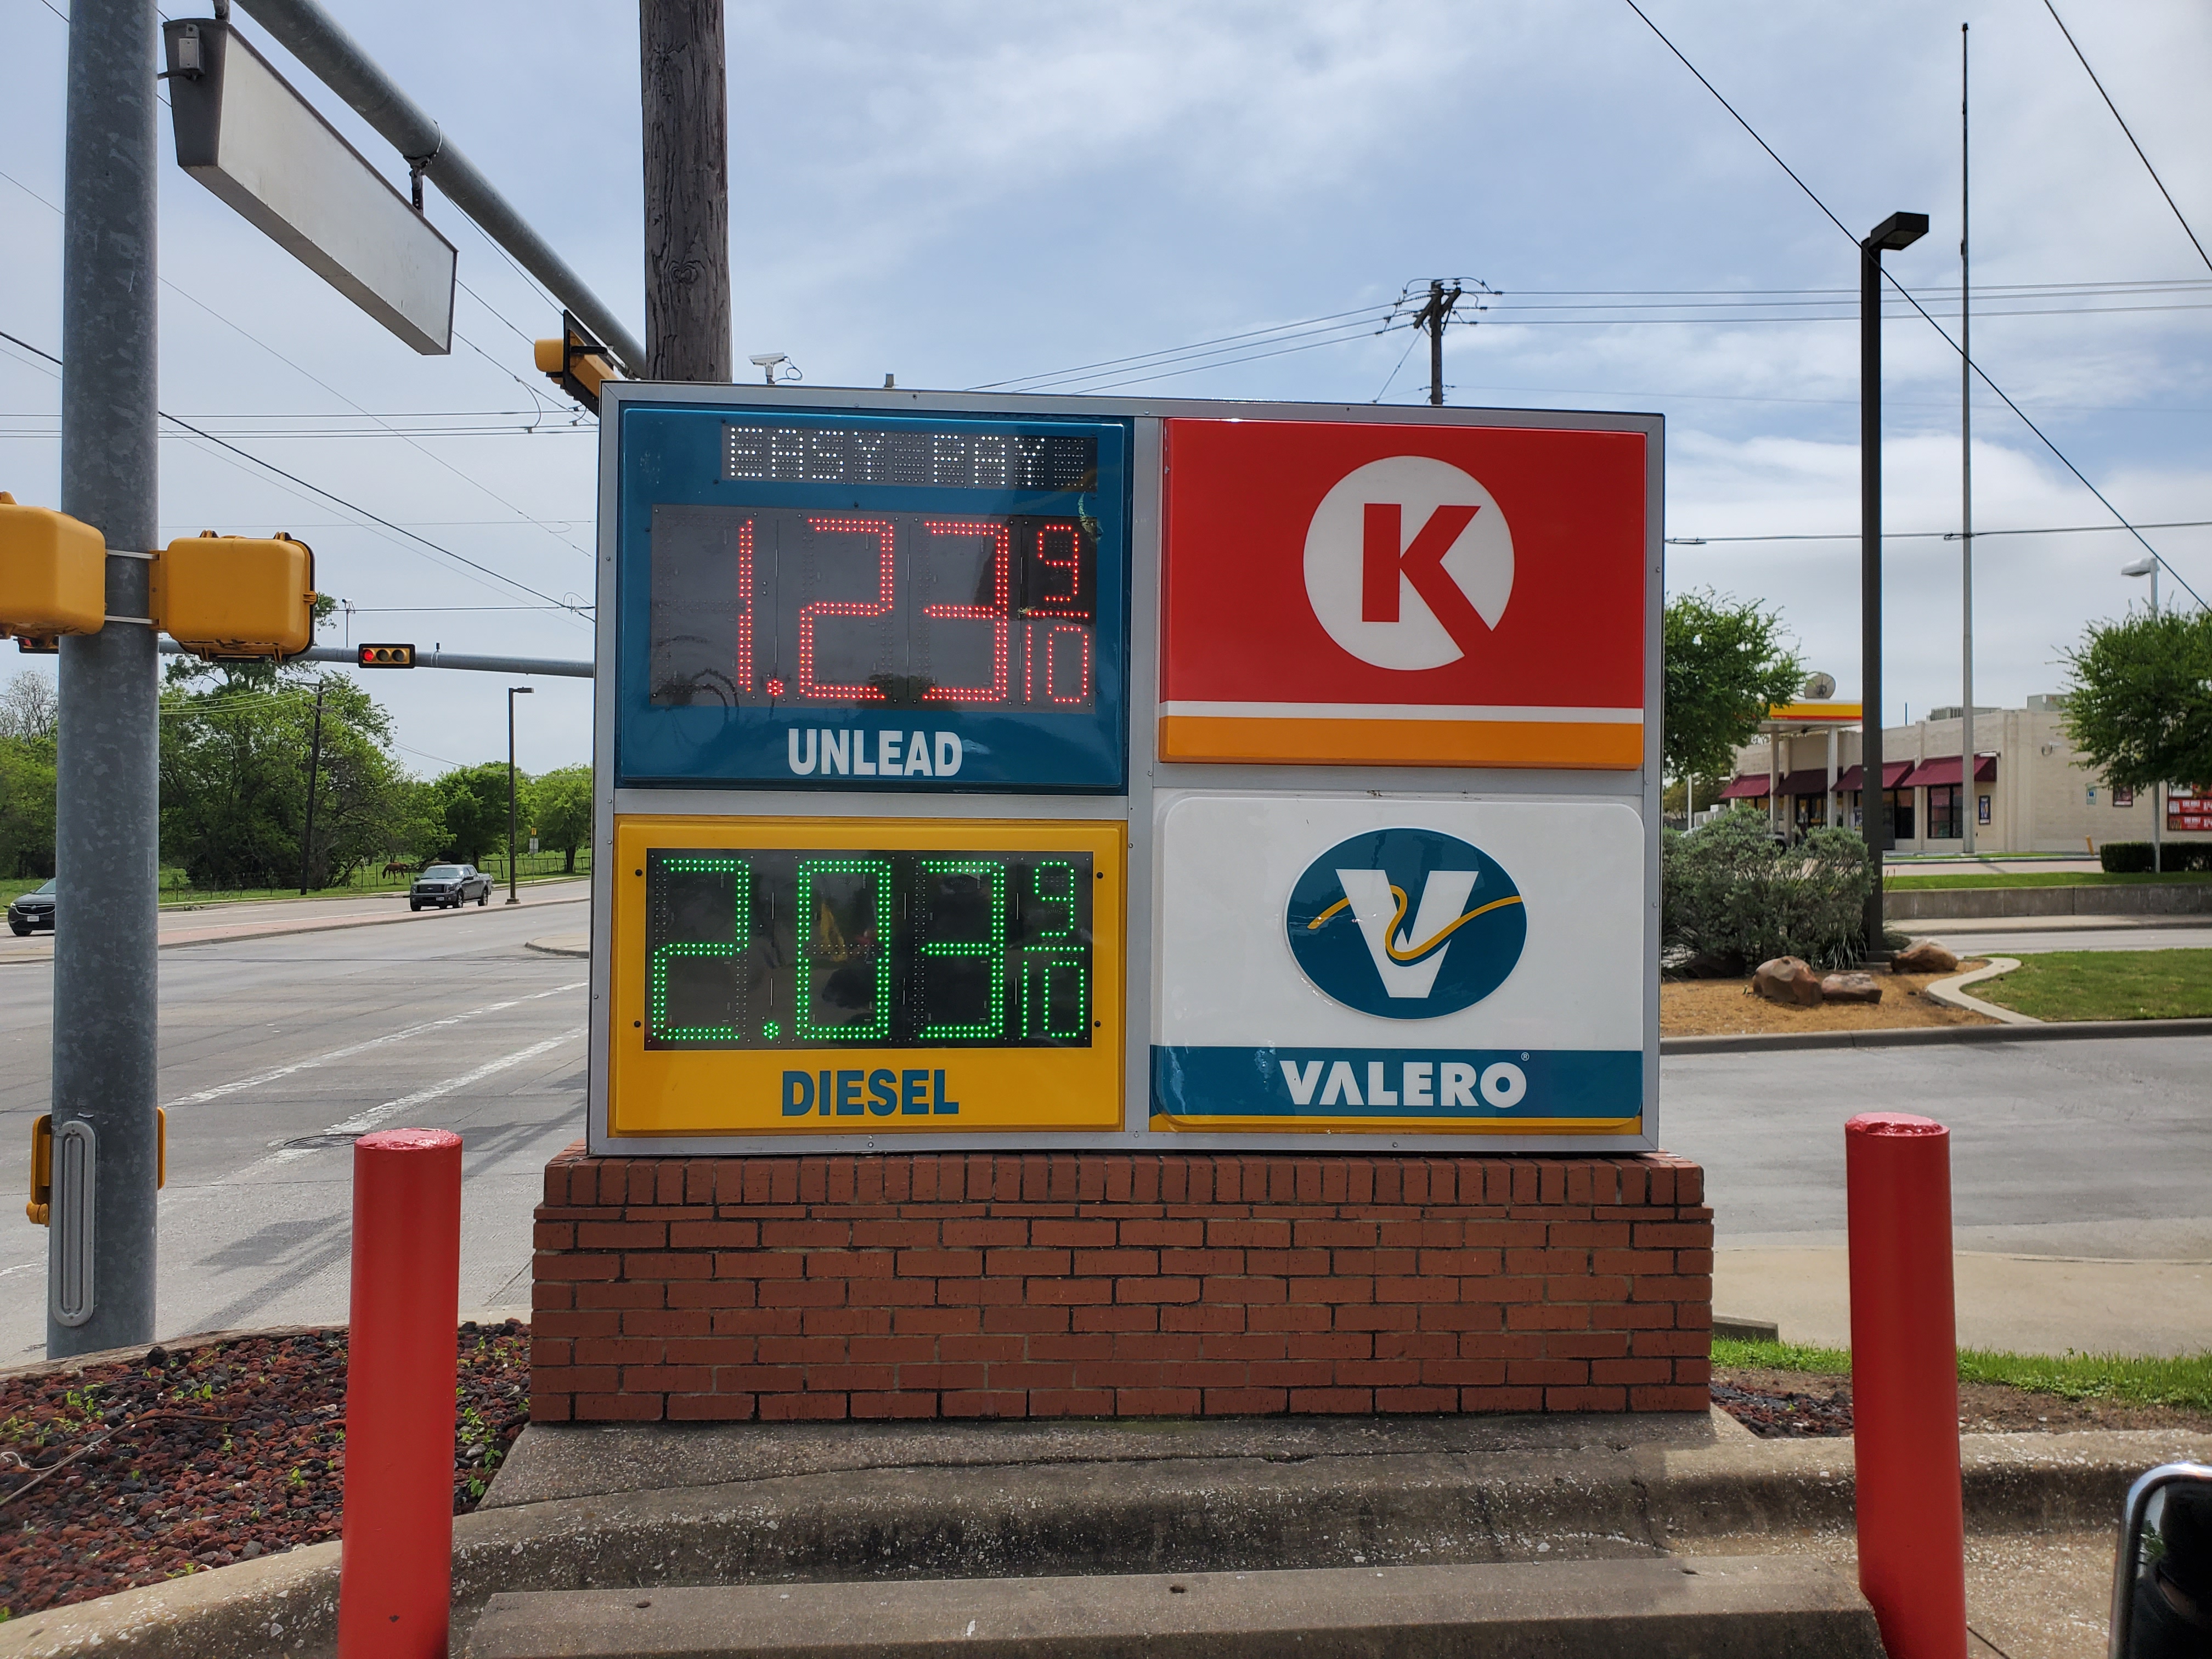 EASY PAY
1.23 9/10
UNLEAD
2.03 9/10
DIESEL
K
V
VALERO®